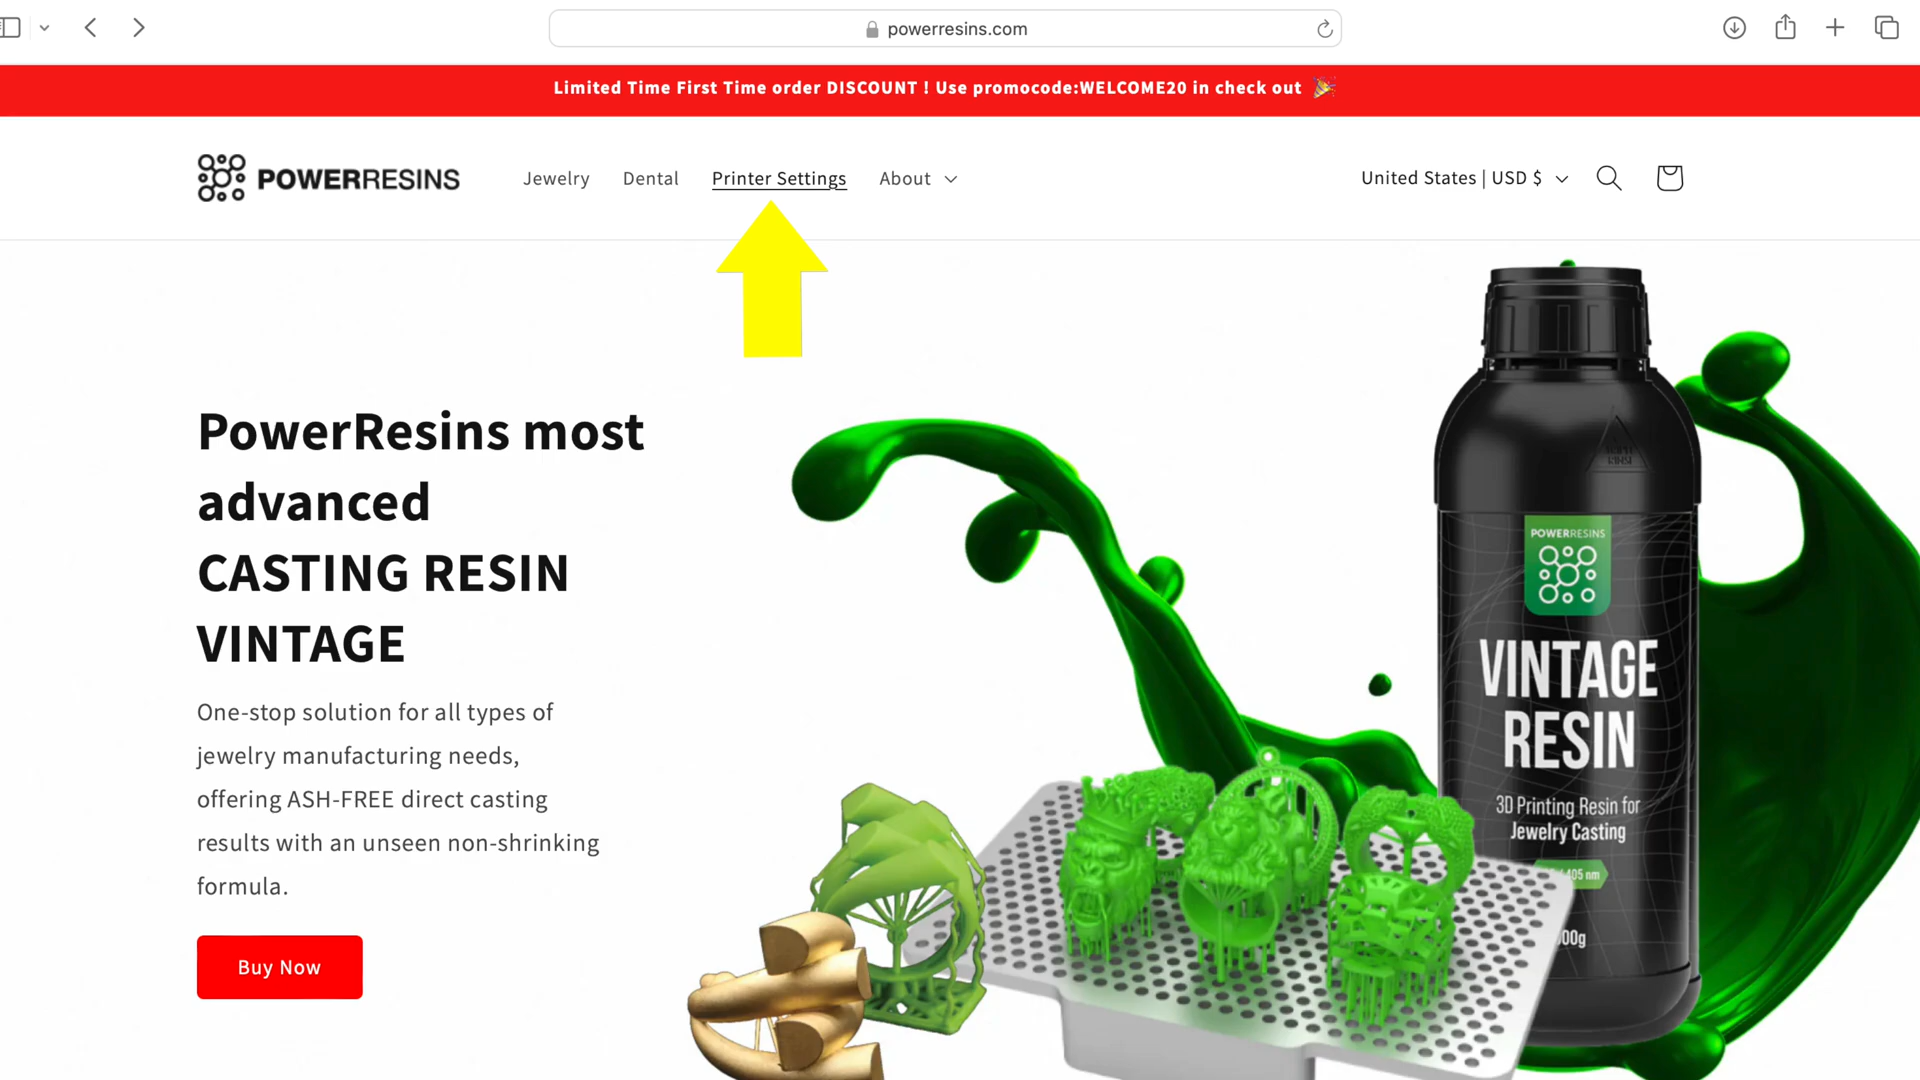 powerresins.com
Limited Time First Time order DISCOUNT ! Use promocode:WELCOME20 in check out 🎉
POWERRESINS
Jewelry
Dental
Printer Settings
About
United States | USD $
PowerResins most
advanced
CASTING RESIN
VINTAGE
One-stop solution for all types of
jewelry manufacturing needs,
offering ASH-FREE direct casting
results with an unseen non-shrinking
formula.
Buy Now
POWERRESINS
VINTAGE
RESIN
3D Printing Resin for
Jewelry Casting
405 nm
00g